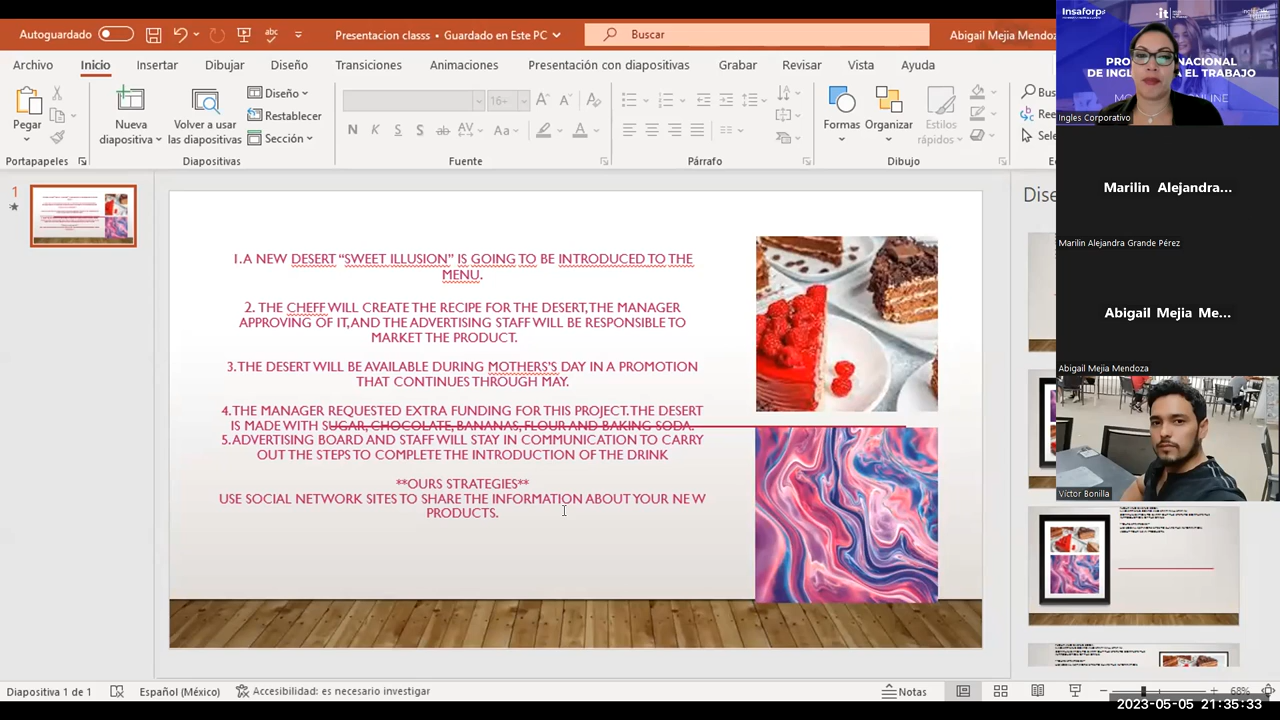 Autoguardado
Presentacion classs • Guardado en Este PC
Buscar
Abigail Mejia Mendoz
Archivo
Inicio
Insertar
Dibujar
Diseño
Transiciones
Animaciones
Presentación con diapositivas
Grabar
Revisar
Vista
Ayuda
Pegar
Nueva
diapositiva
Volver a usar
las diapositivas
Diseño
Restablecer
Sección
16+
Formas
Organizar
Estilos
rápidos
Portapapeles
Diapositivas
Fuente
Párrafo
Dibujo
1
1.A NEW DESERT “SWEET ILLUSION” IS GOING TO BE INTRODUCED TO THE
MENU.
2. THE CHEFF WILL CREATE THE RECIPE FOR THE DESERT,THE MANAGER
APPROVING OF IT,AND THE ADVERTISING STAFF WILL BE RESPONSIBLE TO
MARKET THE PRODUCT.
3.THE DESERT WILL BE AVAILABLE DURING MOTHERS'S DAY IN A PROMOTION
THAT CONTINUES THROUGH MAY.
4.THE MANAGER REQUESTED EXTRA FUNDING FOR THIS PROJECT.THE DESERT
IS MADE WITH SUGAR, CHOCOLATE, BANANAS, FLOUR AND BAKING SODA.
5.ADVERTISING BOARD AND STAFF WILL STAY IN COMMUNICATION TO CARRY
OUT THE STEPS TO COMPLETE THE INTRODUCTION OF THE DRINK
**OURS STRATEGIES**
USE SOCIAL NETWORK SITES TO SHARE THE INFORMATION ABOUT YOUR NEW
PRODUCTS.
Insaforp
Ingles Corporativo
Marilin Alejandra...
Marilin Alejandra Grande Pérez
Abigail Mejia Me...
Abigail Mejia Mendoza
Víctor Bonilla
Diapositiva 1 de 1
Español (México)
Accesibilidad: es necesario investigar
Notas
68%
2023-05-05 21:35:33